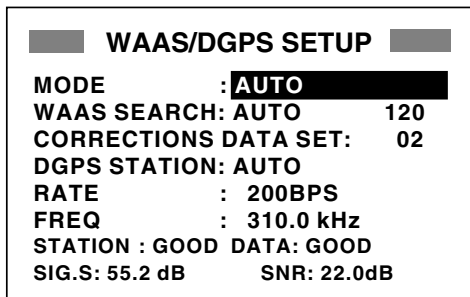 WAAS/DGPS SETUP
MODE : AUTO
WAAS SEARCH: AUTO 120
CORRECTIONS DATA SET: 02
DGPS STATION: AUTO
RATE : 200BPS
FREQ : 310.0 kHz
STATION : GOOD DATA: GOOD
SIG.S: 55.2 dB SNR: 22.0dB